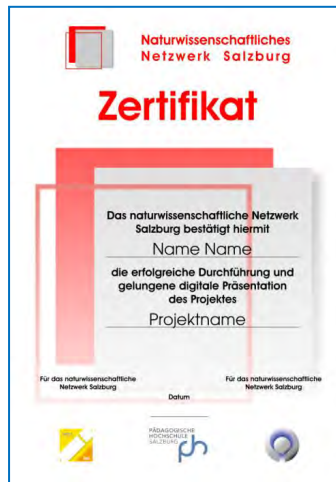 Naturwissenschaftliches
Netzwerk Salzburg
Zertifikat
Das naturwissenschaftliche Netzwerk
Salzburg bestätigt hiermit
Name Name
die erfolgreiche Durchführung und
gelungene digitale Präsentation
des Projektes
Projektname
Für das naturwissenschaftliche
Netzwerk Salzburg
Für das naturwissenschaftliche
Netzwerk Salzburg
Datum
PÄDAGOGISCHE
HOCHSCHULE
SALZBURG
ph